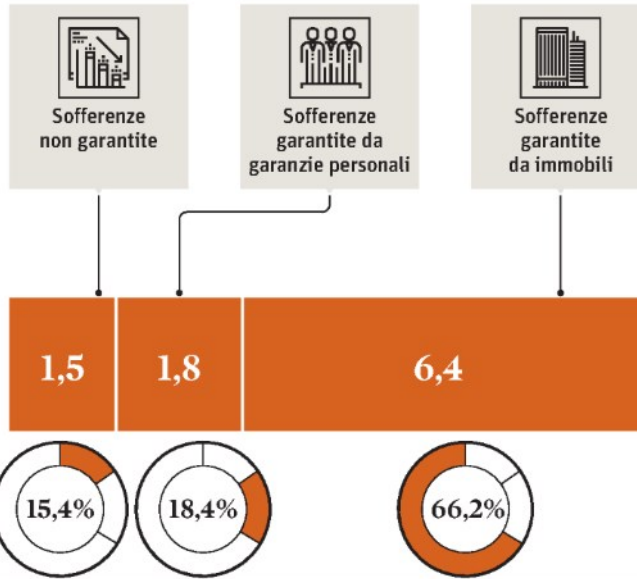 Sofferenze
non garantite
Sofferenze
garantite da
garanzie personali
Sofferenze
garantite
da immobili
1,5
1,8
6,4
15,4%
18,4%
66,2%